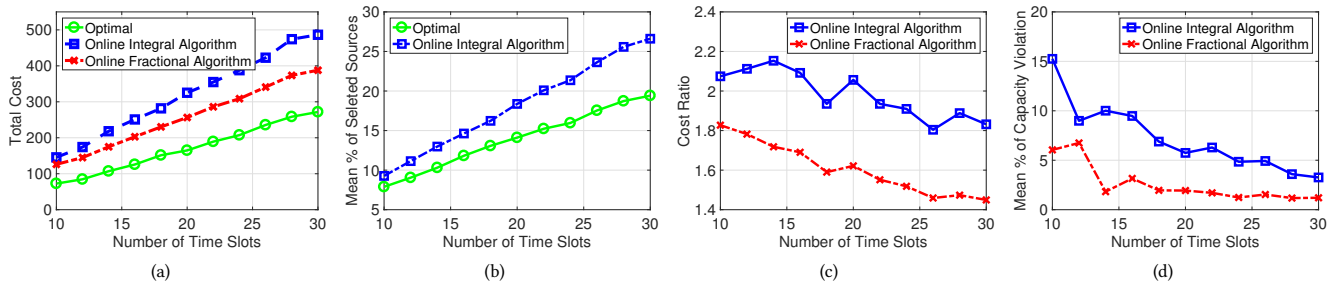 Total Cost
500
400
300
200
100
0
Optimal
Online Integral Algorithm
Online Fractional Algorithm
10
15
20
25
30
Number of Time Slots
(a)
Mean % of Seleted Sources
30
25
20
15
10
5
Optimal
Online Integral Algorithm
10
15
20
25
30
Number of Time Slots
(b)
Cost Ratio
2.4
2.2
2
1.8
1.6
1.4
Online Integral Algorithm
Online Fractional Algorithm
10
15
20
25
30
Number of Time Slots
(c)
Mean % of Capacity Violation
20
15
10
5
0
Online Integral Algorithm
Online Fractional Algorithm
10
15
20
25
30
Number of Time Slots
(d)